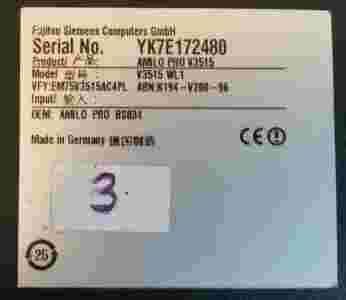 Fujitsu Siemens Computers GmbH
Serial No. YK7E172480
Product/ 产品: AMILO PRO V3515
Model 型号: V3515 WL1
VFY:EM75V3515AC4PL ABN:K194-V200-96
Input/ 输入:
OEM: AMILO PRO
Made in Germany 德国制造
CE
3
25